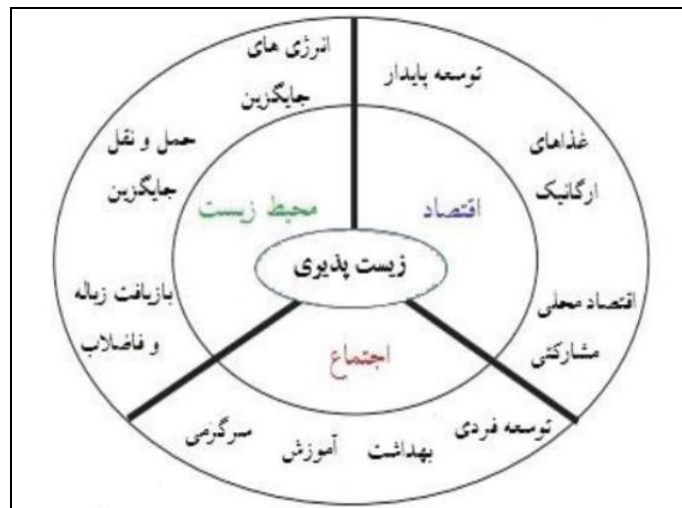 انرژی های
جایگزین
توسعه پایدار
حمل و نقل
جایگزین
غذاهای
ارگانیک
محیط زیست
اقتصاد
زیست پذیری
بازیافت زباله
و فاضلاب
اقتصاد محلی
مشارکتی
اجتماع
توسعه فردی
بهداشت
آموزش
سرگرمی